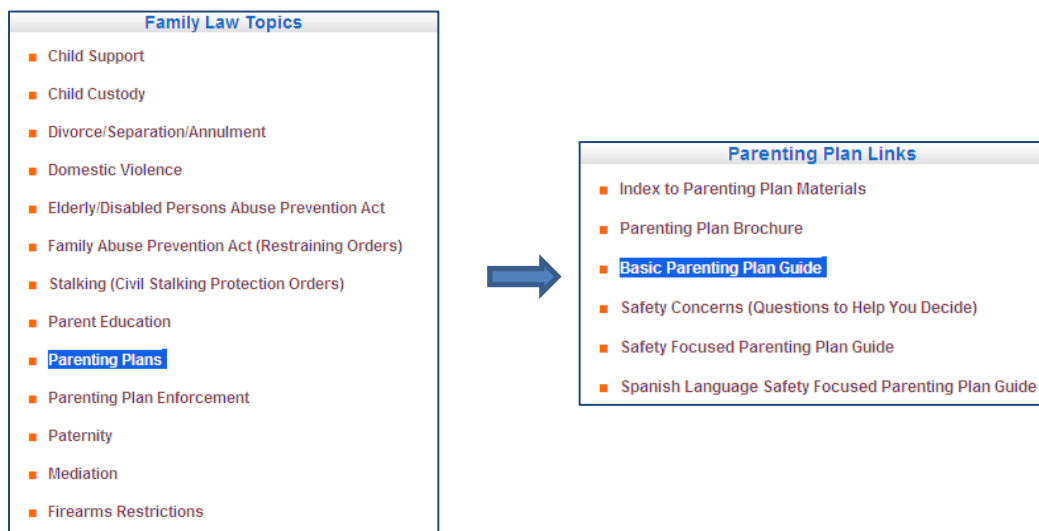 Family Law Topics
Child Support
Child Custody
Divorce/Separation/Annulment
Domestic Violence
Elderly/Disabled Persons Abuse Prevention Act
Family Abuse Prevention Act (Restraining Orders)
Stalking (Civil Stalking Protection Orders)
Parent Education
Parenting Plans
Parenting Plan Enforcement
Paternity
Mediation
Firearms Restrictions
Parenting Plan Links
Index to Parenting Plan Materials
Parenting Plan Brochure
Basic Parenting Plan Guide
Safety Concerns (Questions to Help You Decide)
Safety Focused Parenting Plan Guide
Spanish Language Safety Focused Parenting Plan Guide